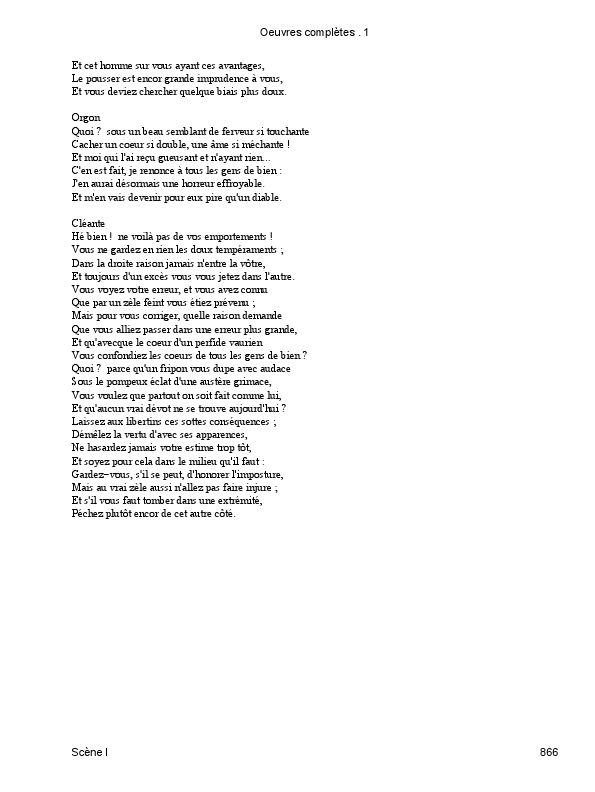 Oeuvres complètes . 1
Et cet homme sur vous ayant ces avantages,
Le pousser est encor grande imprudence à vous,
Et vous deviez chercher quelque biais plus doux.
Orgon
Quoi ?  sous un beau semblant de ferveur si touchante
Cacher un coeur si double, une âme si méchante !
Et moi qui l'ai reçu gueusant et n'ayant rien...
C'en est fait, je renonce à tous les gens de bien :
J'en aurai désormais une horreur effroyable.
Et m'en vais devenir pour eux pire qu'un diable.
Cléante
Hé bien !  ne voilà pas de vos emportements !
Vous ne gardez en rien les doux tempéraments ;
Dans la droite raison jamais n'entre la vôtre,
Et toujours d'un excès vous vous jetez dans l'autre.
Vous voyez votre erreur, et vous avez connu
Que par un zèle feint vous étiez prévenu ;
Mais pour vous corriger, quelle raison demande
Que vous alliez passer dans une erreur plus grande,
Et qu'avecque le coeur d'un perfide vaurien
Vous confondiez les coeurs de tous les gens de bien ?
Quoi ?  parce qu'un fripon vous dupe avec audace
Sous le pompeux éclat d'une austère grimace,
Vous voulez que partout on soit fait comme lui,
Et qu'aucun vrai dévot ne se trouve aujourd'hui ?
Laissez aux libertins ces sottes conséquences ;
Démêlez la vertu d'avec ses apparences,
Ne hasardez jamais votre estime trop tôt,
Et soyez pour cela dans le milieu qu'il faut :
Gardez-vous, s'il se peut, d'honorer l'imposture,
Mais au vrai zèle aussi n'allez pas faire injure ;
Et s'il vous faut tomber dans une extrémité,
Péchez plutôt encor de cet autre côté.
Scène I
866